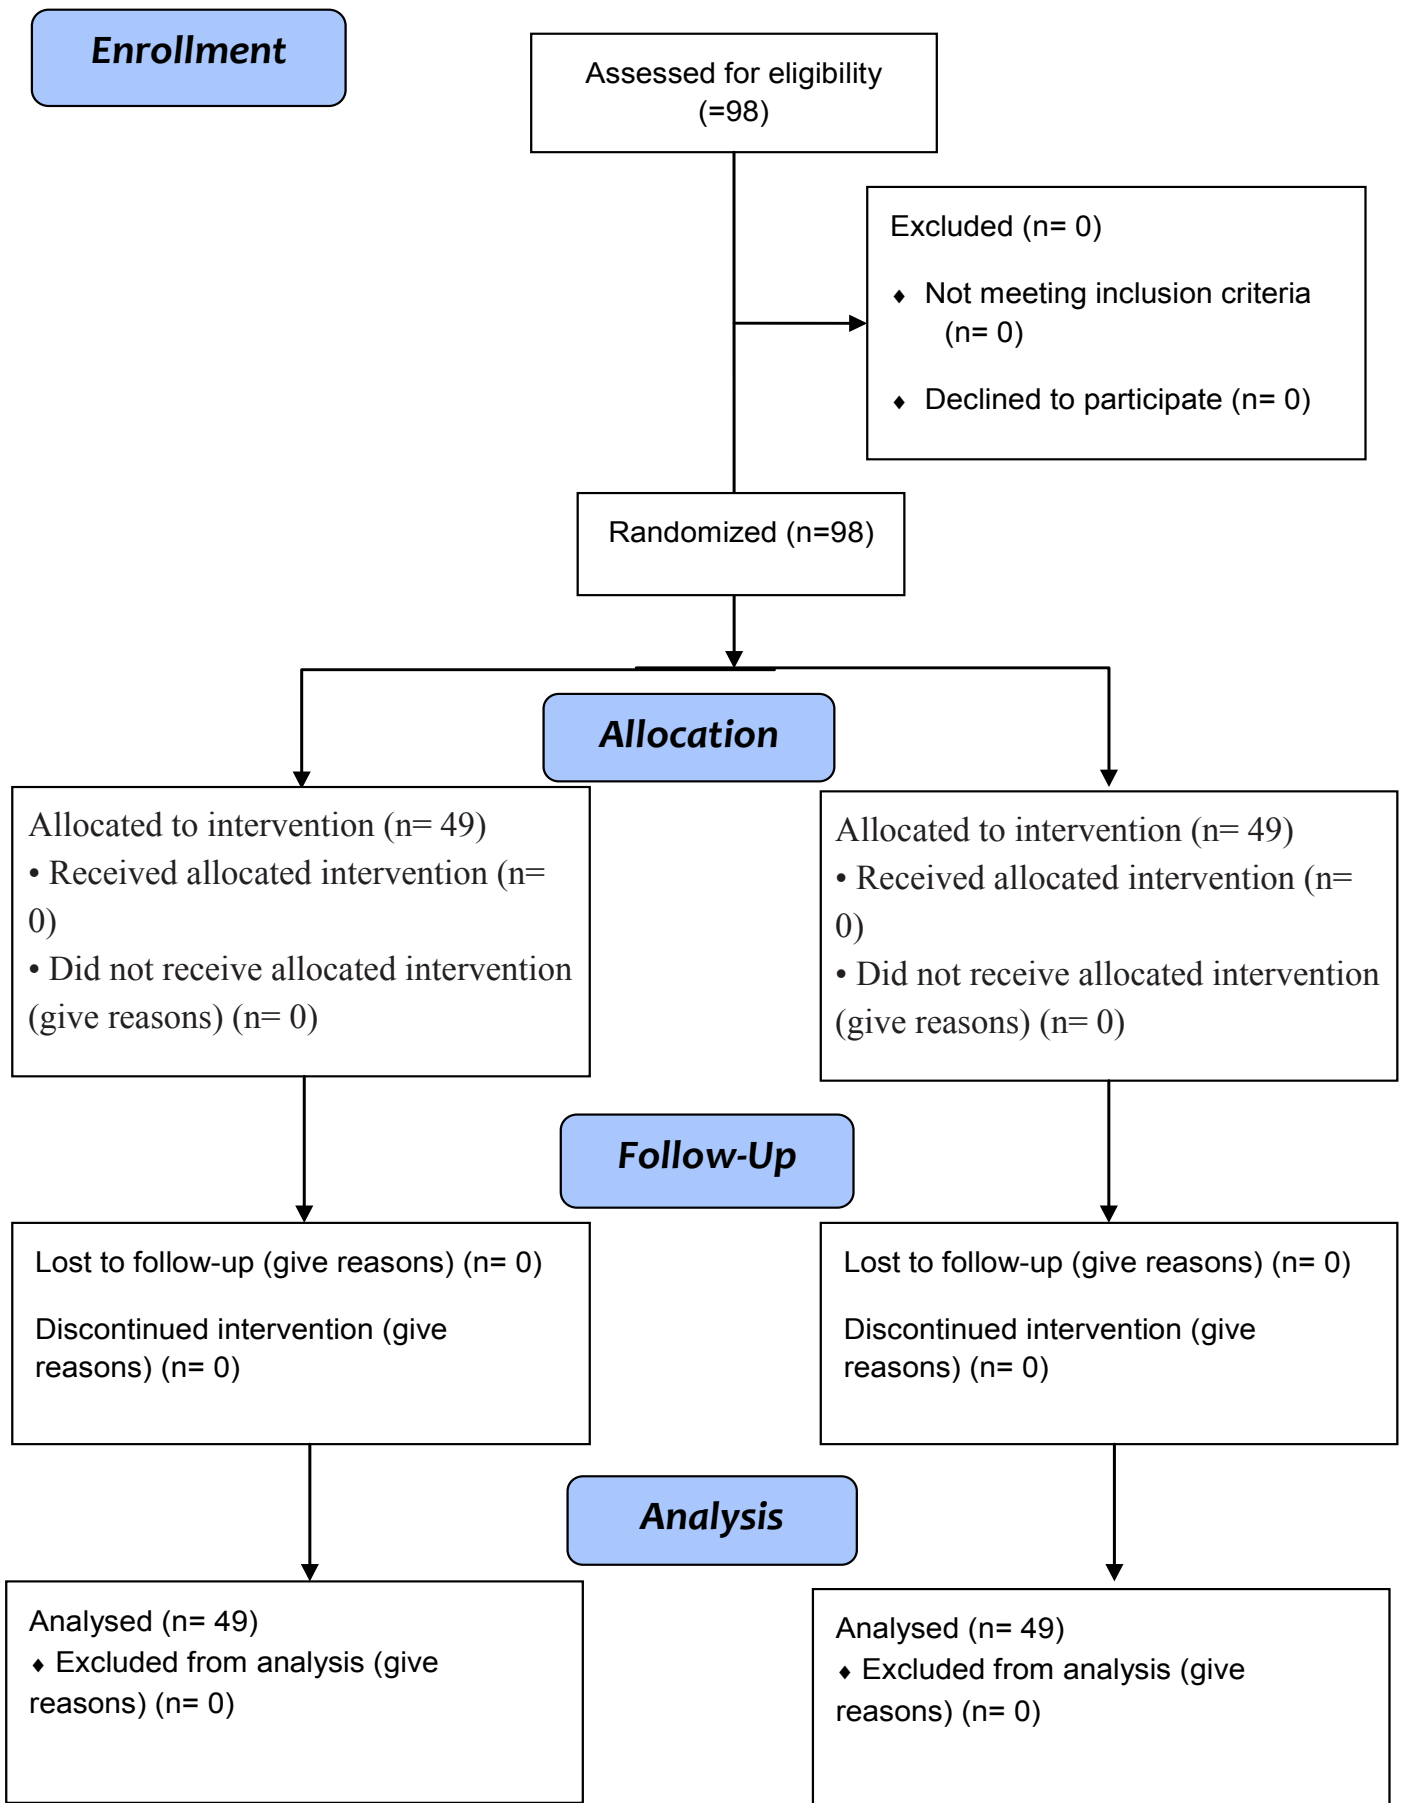 Enrollment
Assessed for eligibility
(=98)
Excluded (n= 0)
♦ Not meeting inclusion criteria
(n= 0)
♦ Declined to participate (n= 0)
Randomized (n=98)
Allocation
Allocated to intervention (n= 49)
• Received allocated intervention (n=
0)
• Did not receive allocated intervention
(give reasons) (n= 0)
Allocated to intervention (n= 49)
• Received allocated intervention (n=
0)
• Did not receive allocated intervention
(give reasons) (n= 0)
Follow-Up
Lost to follow-up (give reasons) (n= 0)
Discontinued intervention (give
reasons) (n= 0)
Lost to follow-up (give reasons) (n= 0)
Discontinued intervention (give
reasons) (n= 0)
Analysis
Analysed (n= 49)
♦ Excluded from analysis (give
reasons) (n= 0)
Analysed (n= 49)
♦ Excluded from analysis (give
reasons) (n= 0)